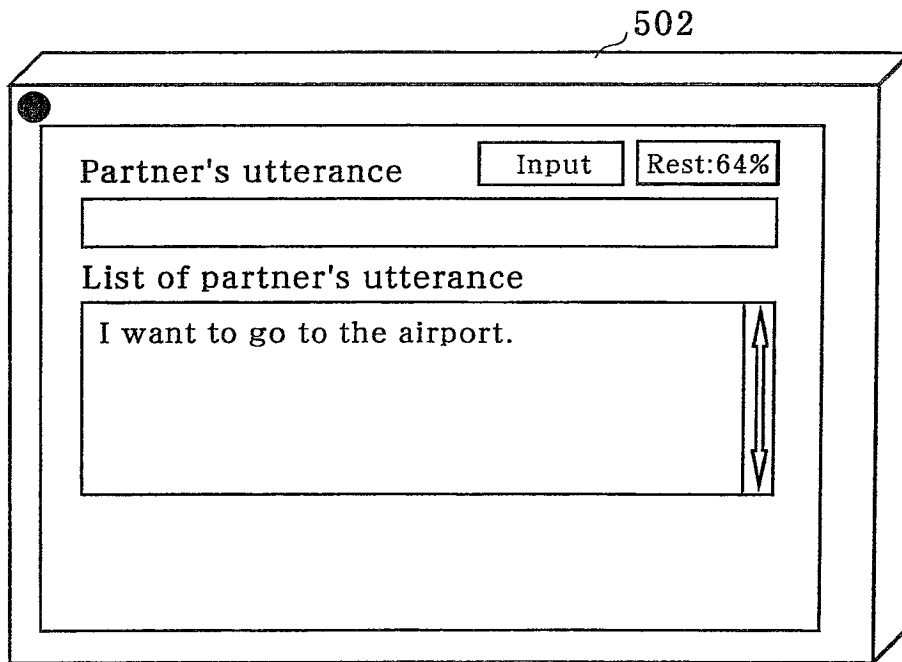 502
Partner's utterance
Input
Rest:64%
List of partner's utterance
I want to go to the airport.